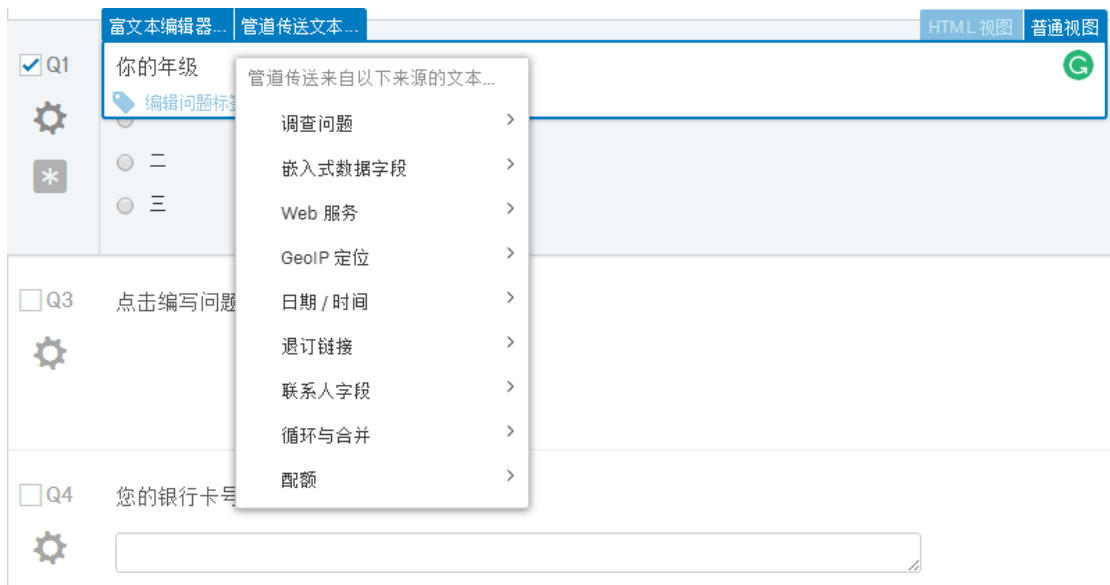 富文本编辑器... 管道传送文本... HTML 视图 普通视图
Q1 你的年级
管道传送来自以下来源的文本...
编辑问题标
调查问题
二
嵌入式数据字段
三
Web 服务
GeoIP 定位
Q3 点击编写问题
日期 / 时间
退订链接
联系人字段
循环与合并
配额
Q4 您的银行卡号